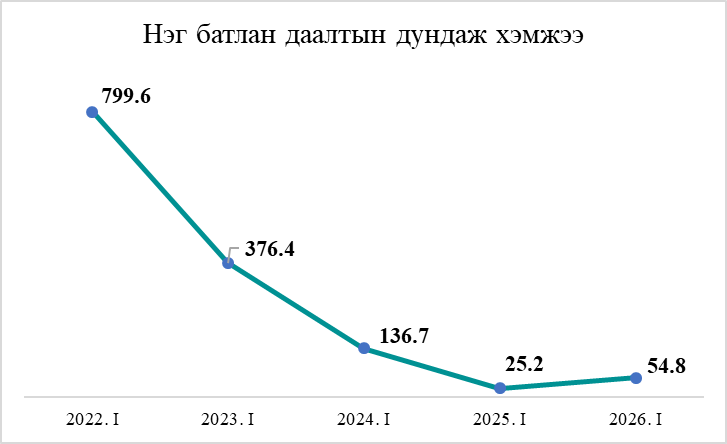 Нэг батлан даалтын дундаж хэмжээ
799.6
376.4
136.7
25.2
54.8
2022. I
2023. I
2024. I
2025. I
2026. I